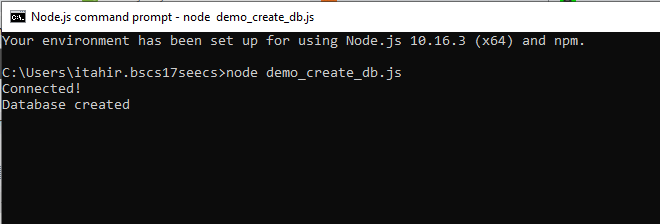 Node.js command prompt - node  demo_create_db.js
Your environment has been set up for using Node.js 10.16.3 (x64) and npm.
C:\Users\itahir.bscs17seecs>node demo_create_db.js
Connected!
Database created